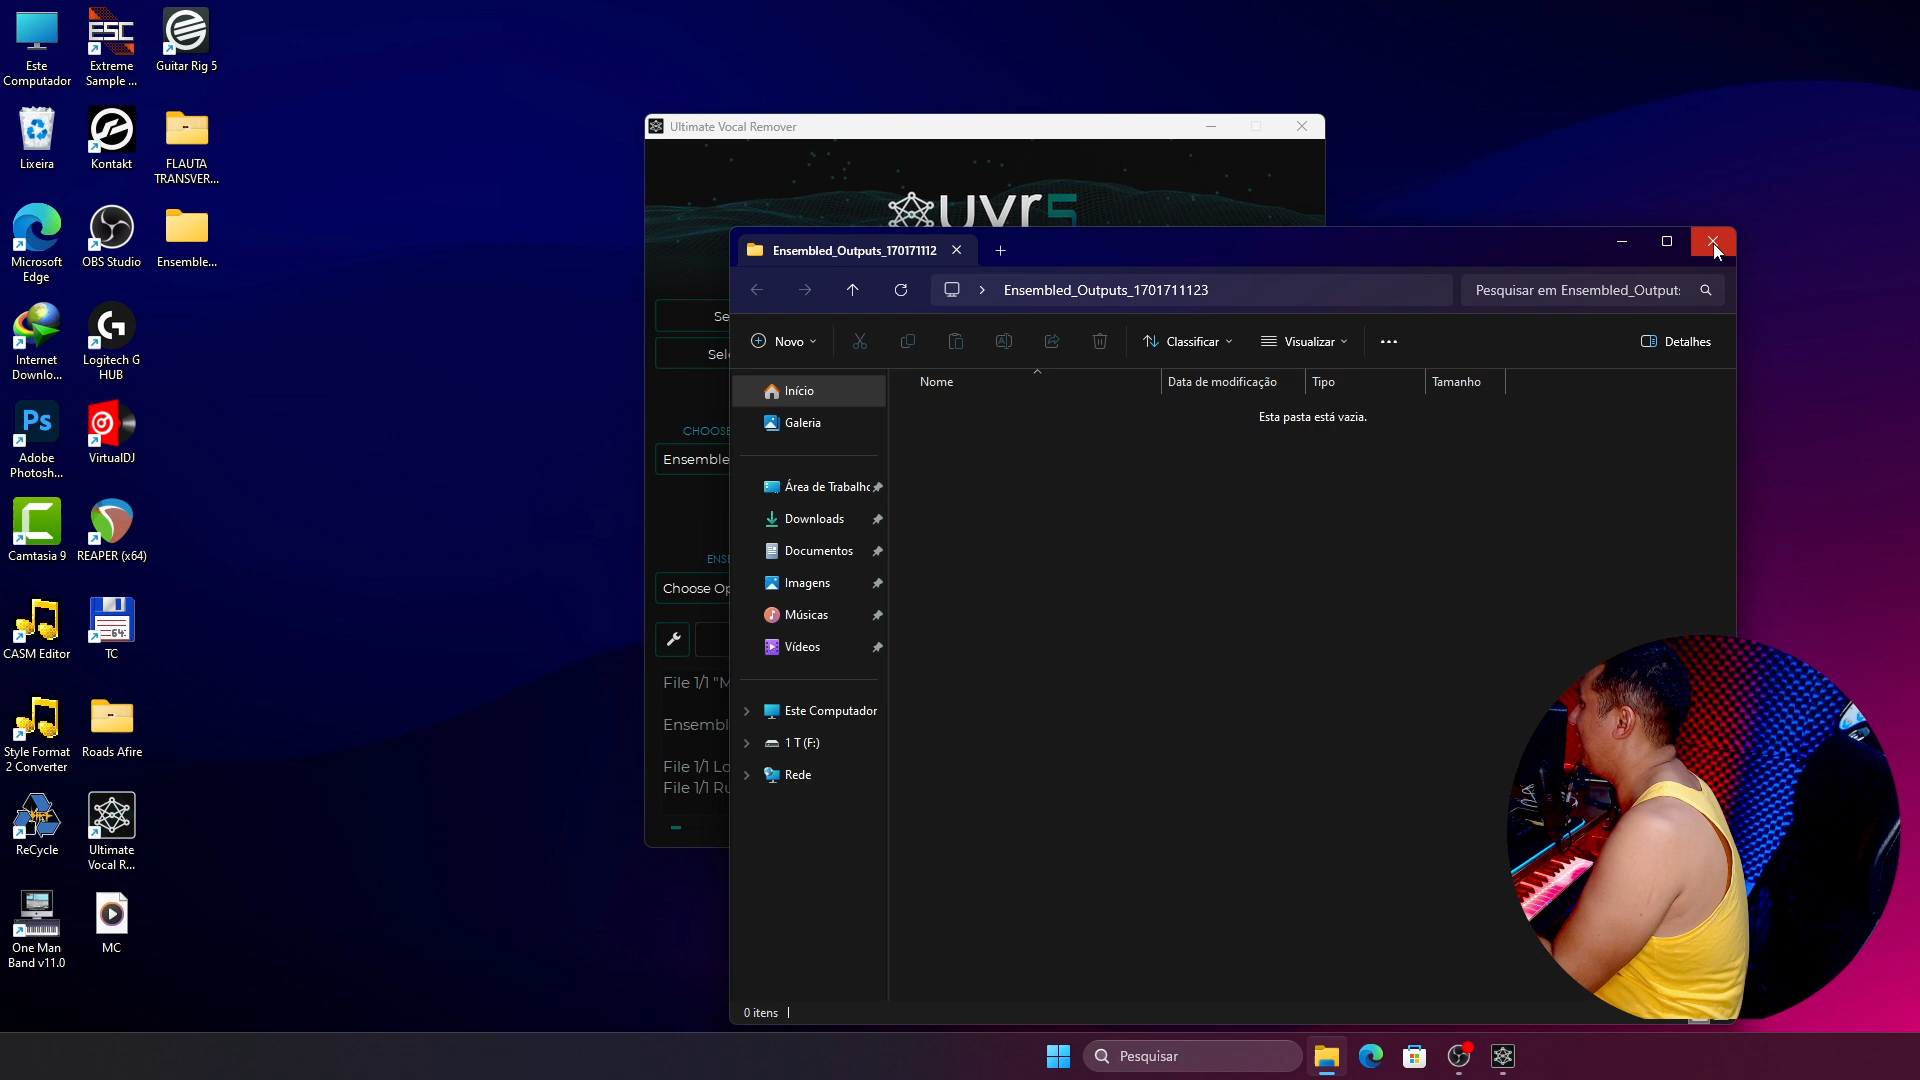 Este
Computador
ESC
Extreme
Sample ...
Guitar Rig 5
Lixeira
Kontakt
FLAUTA
TRANSVER...
Microsoft
Edge
OBS Studio
Ensemble...
Internet
Downlo...
Logitech G
HUB
Ps
Adobe
Photosh...
VirtualDJ
Camtasia 9
REAPER (x64)
CASM Editor
64:
TC
Style Format
2 Converter
Roads Afire
ReCycle
Ultimate
Vocal R...
One Man
Band v11.0
MC
Ultimate Vocal Remover
uvr5
CHOOSE
Ensemble
Choose Op
File 1/1 "M
Ensembl
File 1/1 Lo
File 1/1 Ru
Ensembled_Outputs_170171112
Ensembled_Outputs_1701711123
Pesquisar em Ensembled_Output:
Novo
Classificar
Visualizar
Detalhes
Nome
Data de modificação
Tipo
Tamanho
Esta pasta está vazia.
Início
Galeria
Área de Trabalho
Downloads
Documentos
Imagens
Músicas
Vídeos
Este Computador
1 T (F:)
Rede
0 itens
Pesquisar